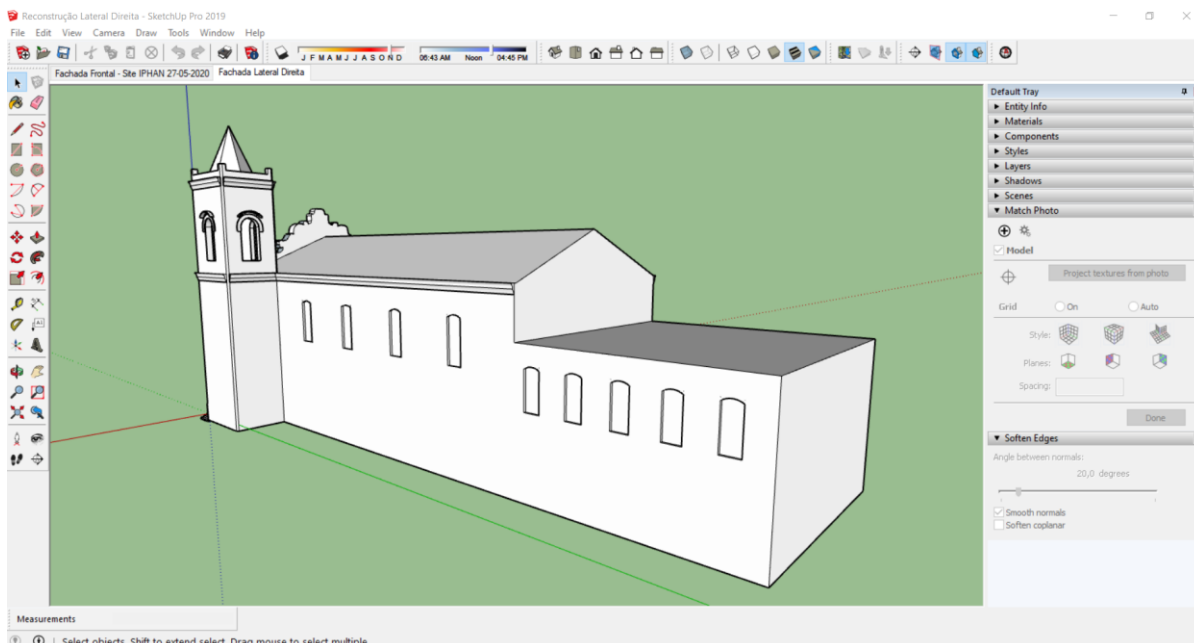 Reconstrução Lateral Direita - SketchUp Pro 2019
File Edit View Camera Draw Tools Window Help
J F M A M J J A S O N D 06:43 AM Noon 04:45 PM
Fachada Frontal - Site IPHAN 27-05-2020 Fachada Lateral Direita
Default Tray
Entity Info
Materials
Components
Styles
Layers
Shadows
Scenes
Match Photo
Model
Project textures from photo
Grid On Auto
Style:
Planes:
Spacing:
Done
Soften Edges
Angle between normals:
20,0 degrees
Smooth normals
Soften coplanar
Measurements
Select objects. Shift to extend select. Drag mouse to select multiple.